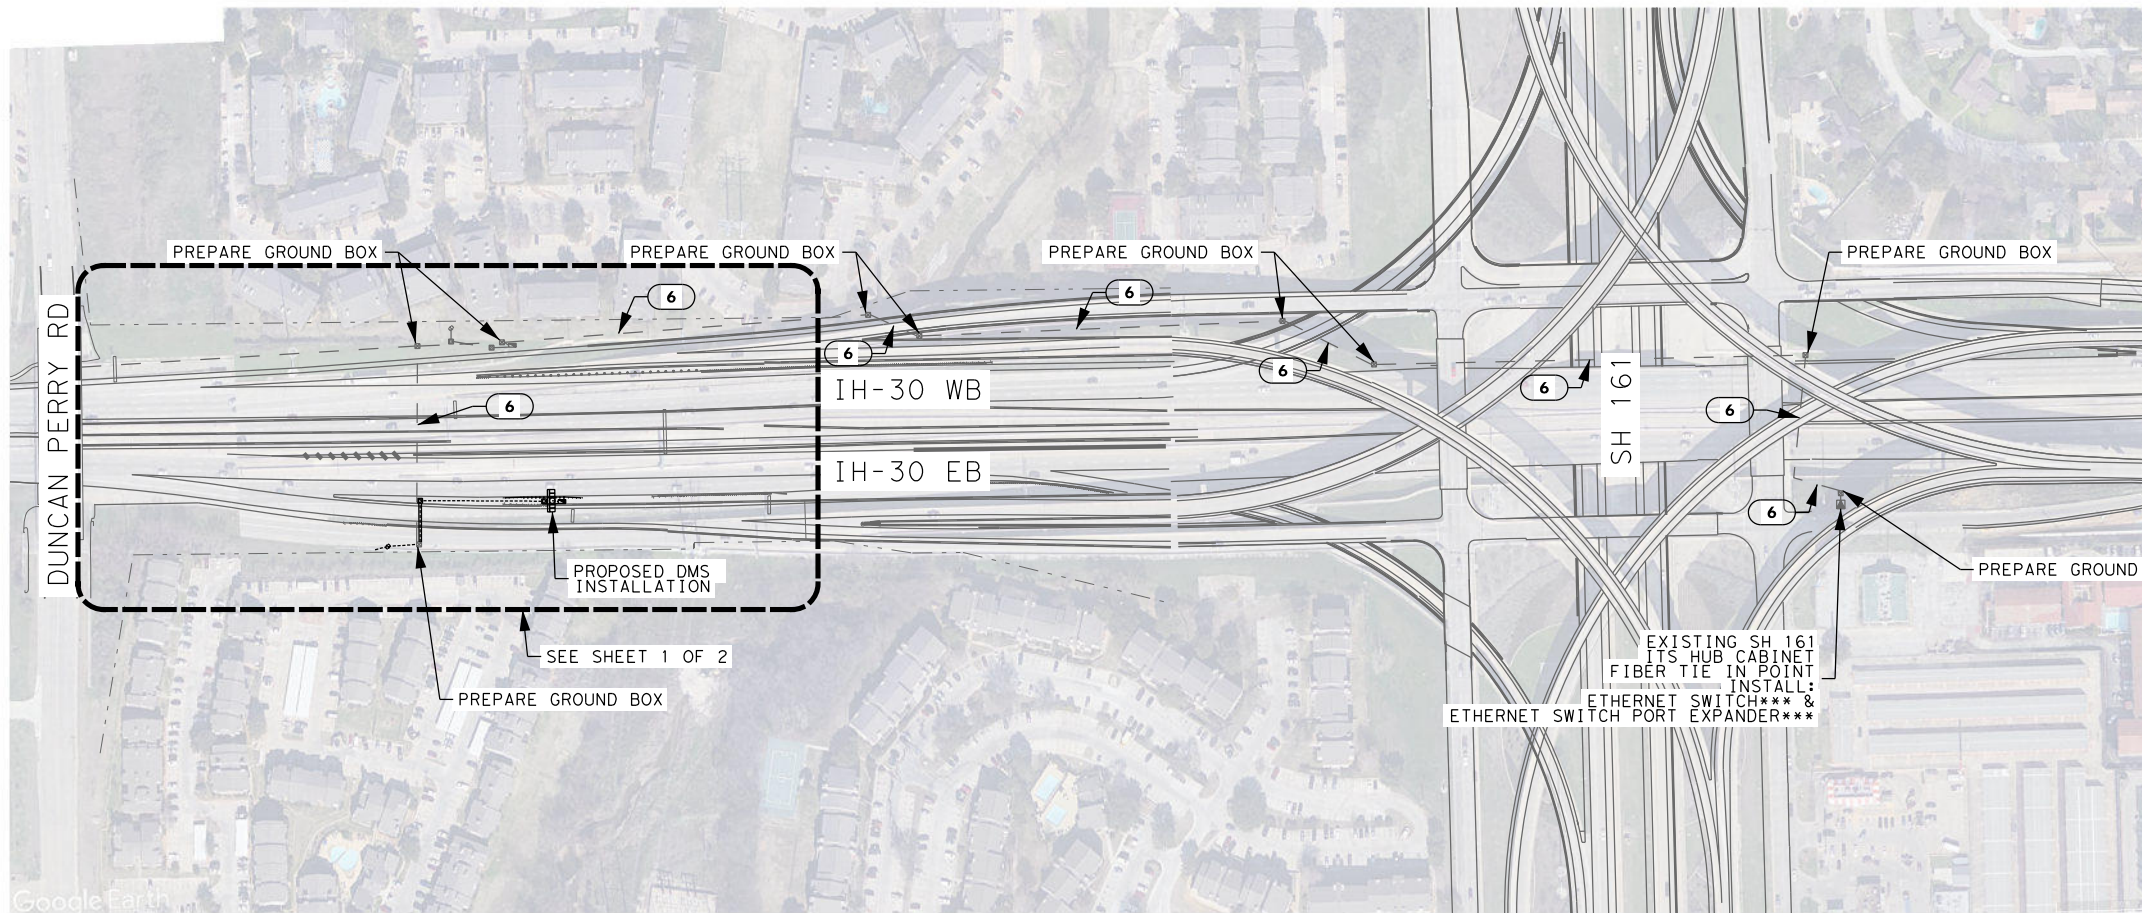 PREPARE GROUND BOX
PREPARE GROUND BOX
PREPARE GROUND BOX
PREPARE GROUND BOX
6
6
6
6
6
6
6
6
DUNCAN PERRY RD
IH-30 WB
IH-30 EB
SH 161
PROPOSED DMS
INSTALLATION
PREPARE GROUND
SEE SHEET 1 OF 2
PREPARE GROUND BOX
EXISTING SH 161
ITS HUB CABINET
FIBER TIE IN POINT
INSTALL:
ETHERNET SWITCH*** &
ETHERNET SWITCH PORT EXPANDER***
Google Earth